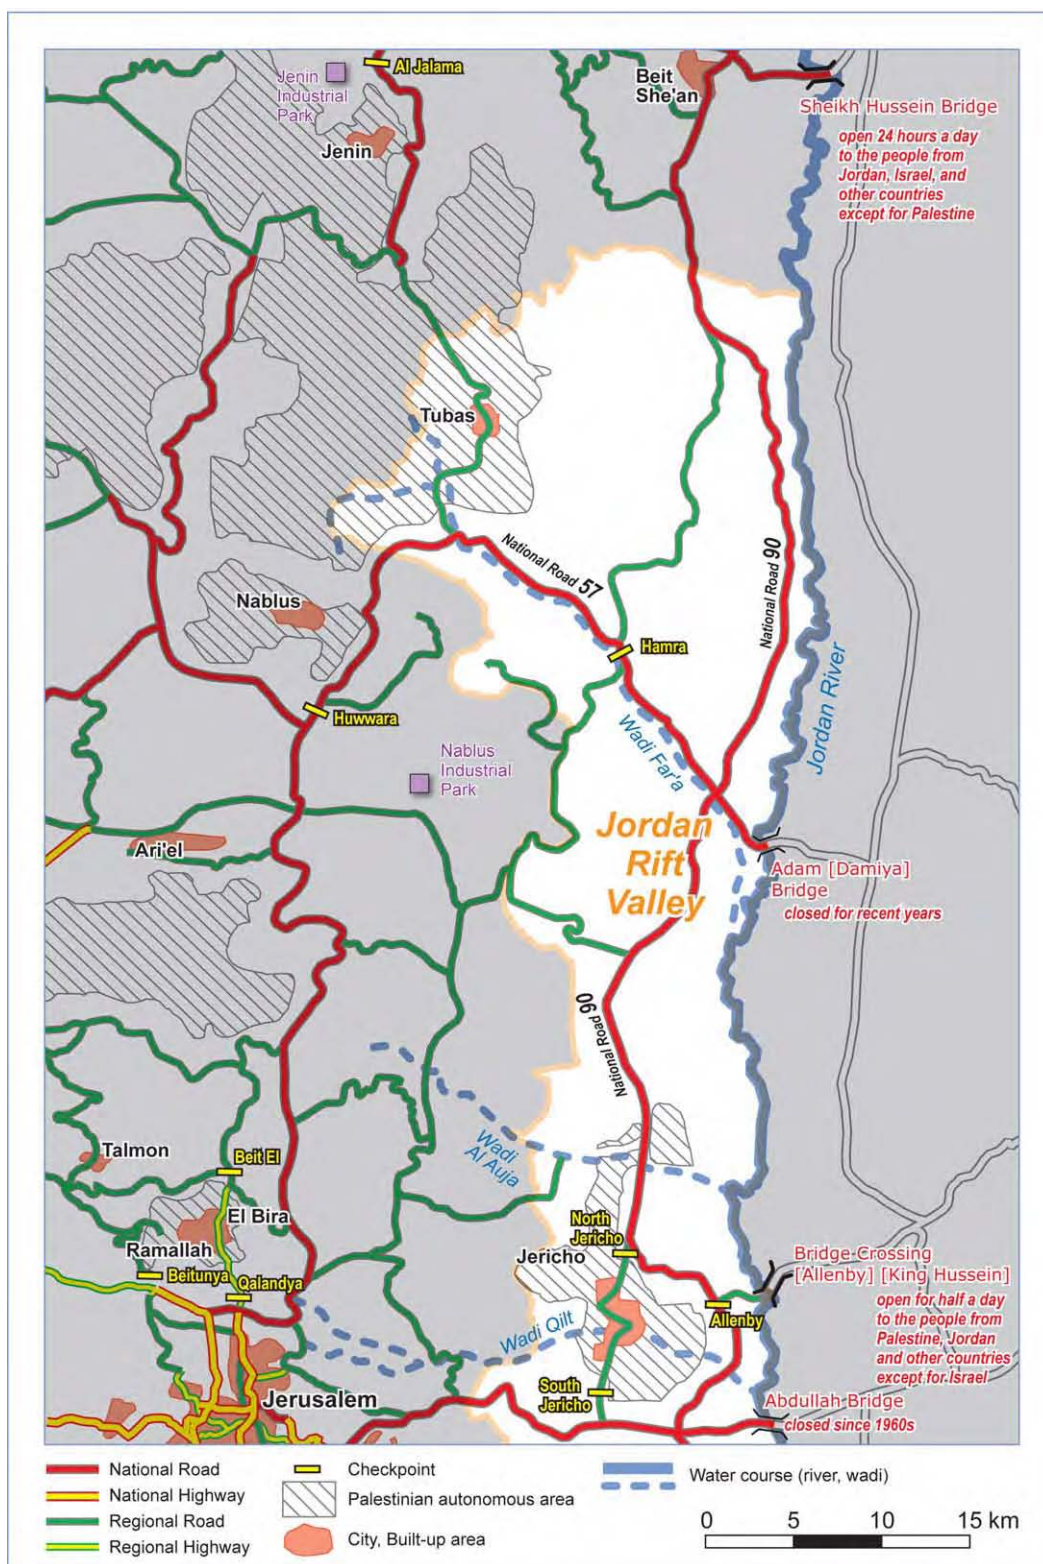 Al Jalama
Jenin
Industrial
Park
Jenin
Beit
She'an
Sheikh Hussein Bridge
open 24 hours a day
to the people from
Jordan, Israel, and
other countries
except for Palestine
Tubas
National Road 57
National Road 90
Nablus
Hamra
Huwwara
Jordan River
Wadi Far'a
Nablus
Industrial
Park
Jordan
Rift
Valley
Ari'el
Adam [Damiya]
Bridge
closed for recent years
National Road 90
Wadi
Al Auja
Talmon
Beit El
El Bira
Ramallah
Beitunya
Qalandya
North
Jericho
Jericho
Bridge-Crossing
[Allenby] [King Hussein]
open for half a day
to the people from
Palestine, Jordan
and other countries
except for Israel
Allenby
Wadi Qilt
South
Jericho
Jerusalem
Abdullah Bridge
closed since 1960s
National Road
National Highway
Regional Road
Regional Highway
Checkpoint
Palestinian autonomous area
City, Built-up area
Water course (river, wadi)
0 5 10 15 km